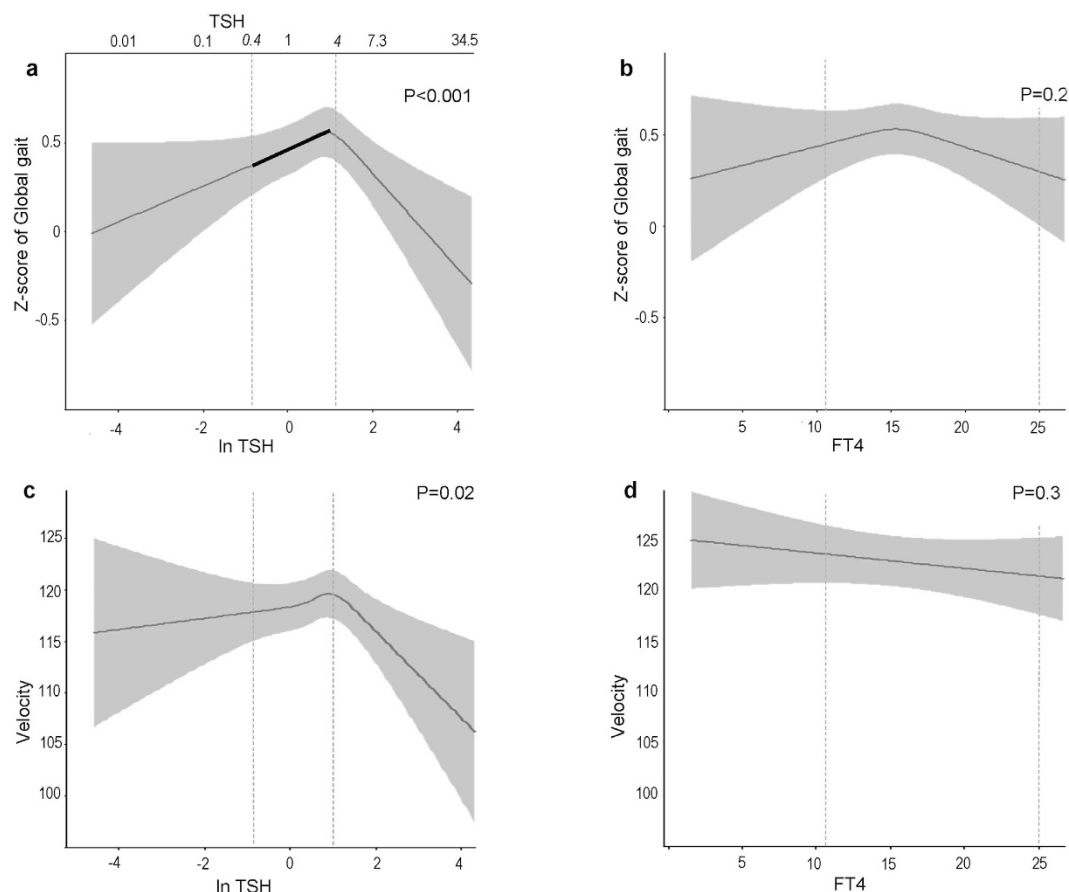 TSH
0.01 0.1 0.4 1 4 7.3 34.5
a
P<0.001
0.5
0
-0.5
Z-score of Global gait
-4 -2 0 2 4
ln TSH
b
P=0.2
0.5
0
-0.5
Z-score of Global gait
5 10 15 20 25
FT4
c
P=0.02
125
120
115
110
105
100
Velocity
-4 -2 0 2 4
ln TSH
d
P=0.3
125
120
115
110
105
100
Velocity
5 10 15 20 25
FT4